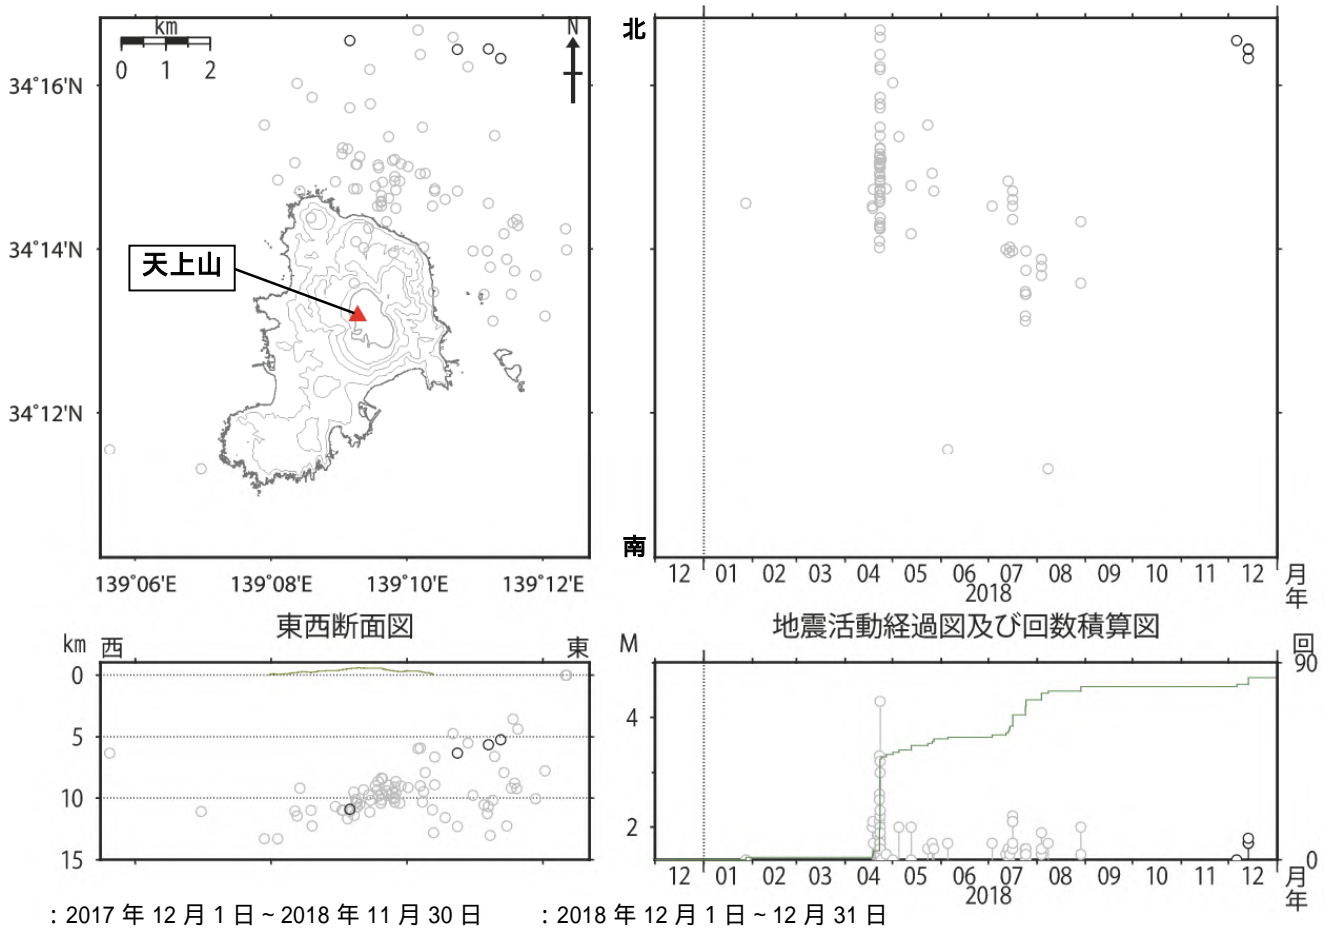 km
0 1 2
N
34°16'N
34°14'N
34°12'N
天上山
139°06'E 139°08'E 139°10'E 139°12'E
北
南
12 01 02 03 04 05 06 07 08 09 10 11 12 月
2018 年
東西断面図
km 西 東
0
5
10
15
地震活動経過図及び回数積算図
M 回
90
4
2
0
12 01 02 03 04 05 06 07 08 09 10 11 12 月
2018 年
：2017 年 12 月 1 日～2018 年 11 月 30 日 ：2018 年 12 月 1 日～12 月 31 日